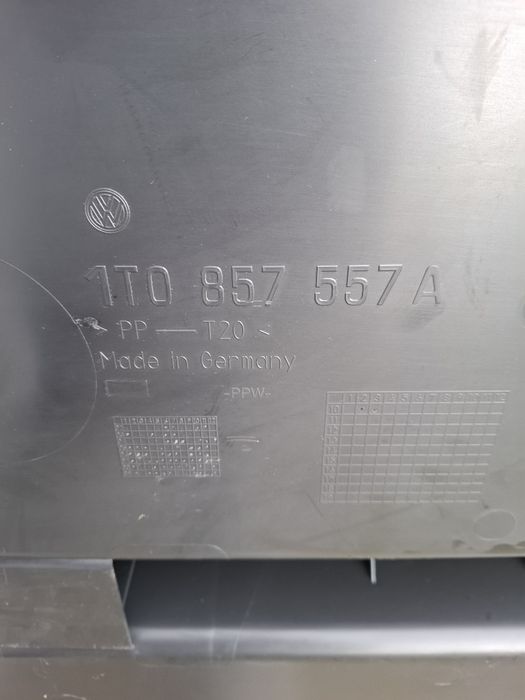 1T0 857 557 A
> PP — T20 <
Made in Germany
-PPW-